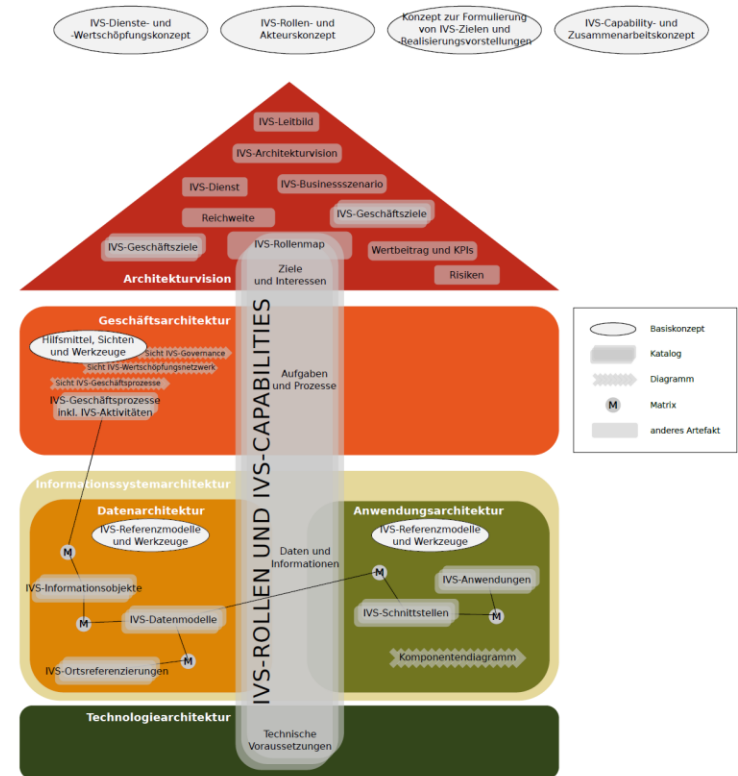 IVS-Dienste- und
-Wertschöpfungskonzept
IVS-Rollen- und
Akteurskonzept
Konzept zur Formulierung
von IVS-Zielen und
Realisierungsvorstellungen
IVS-Capability- und
Zusammenarbeitskonzept
IVS-Leitbild
IVS-Architekturvision
IVS-Dienst
IVS-Businessszenario
Reichweite
IVS-Geschäftsziele
IVS-Geschäftsziele
IVS-Rollenmap
Wertbeitrag und KPIs
Architekturvision
Ziele
und Interessen
Risiken
Geschäftsarchitektur
Hilfsmittel, Sichten
und Werkzeuge
Sicht IVS-Governance
Sicht IVS-Wertschöpfungsnetzwerk
Sicht IVS-Geschäftsprozesse
IVS-Geschäftsprozesse
inkl. IVS-Aktivitäten
Aufgaben
und Prozesse
IVS-ROLLEN UND IVS-CAPABILITIES
Basiskonzept
Katalog
Diagramm
M
Matrix
anderes Artefakt
Informationssystemarchitektur
Datenarchitektur
IVS-Referenzmodelle
und Werkzeuge
M
IVS-Informationsobjekte
M
IVS-Datenmodelle
M
IVS-Ortsreferenzierungen
Daten und
Informationen
Anwendungsarchitektur
IVS-Referenzmodelle
und Werkzeuge
M
IVS-Anwendungen
IVS-Schnittstellen
M
Komponentendiagramm
Technologiearchitektur
Technische
Voraussetzungen